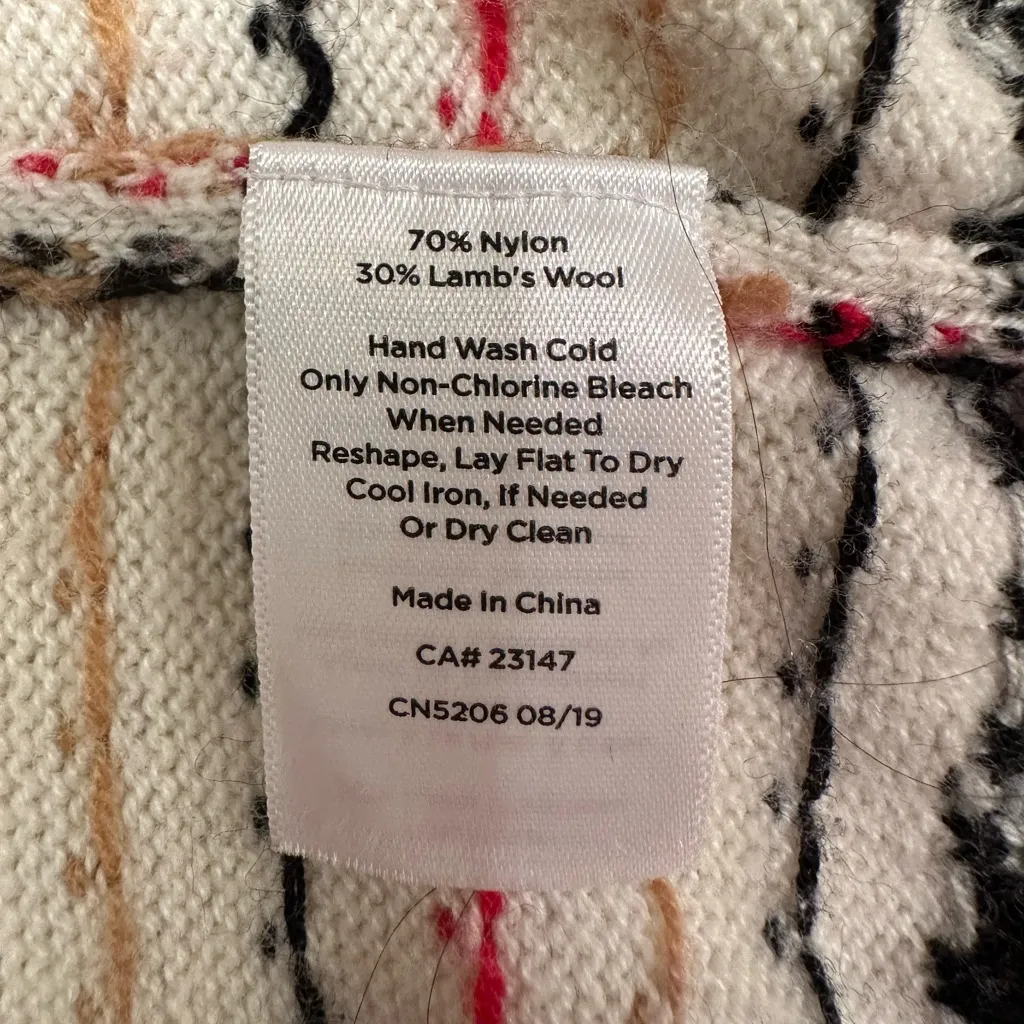 70% Nylon
30% Lamb's Wool
Hand Wash Cold
Only Non-Chlorine Bleach
When Needed
Reshape, Lay Flat To Dry
Cool Iron, If Needed
Or Dry Clean
Made In China
CA# 23147
CN5206 08/19